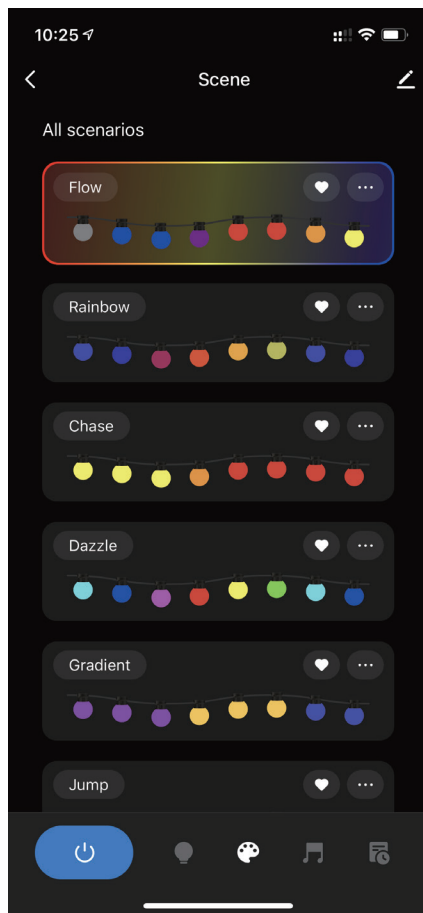 10:25
Scene
All scenarios
Flow
Rainbow
Chase
Dazzle
Gradient
Jump